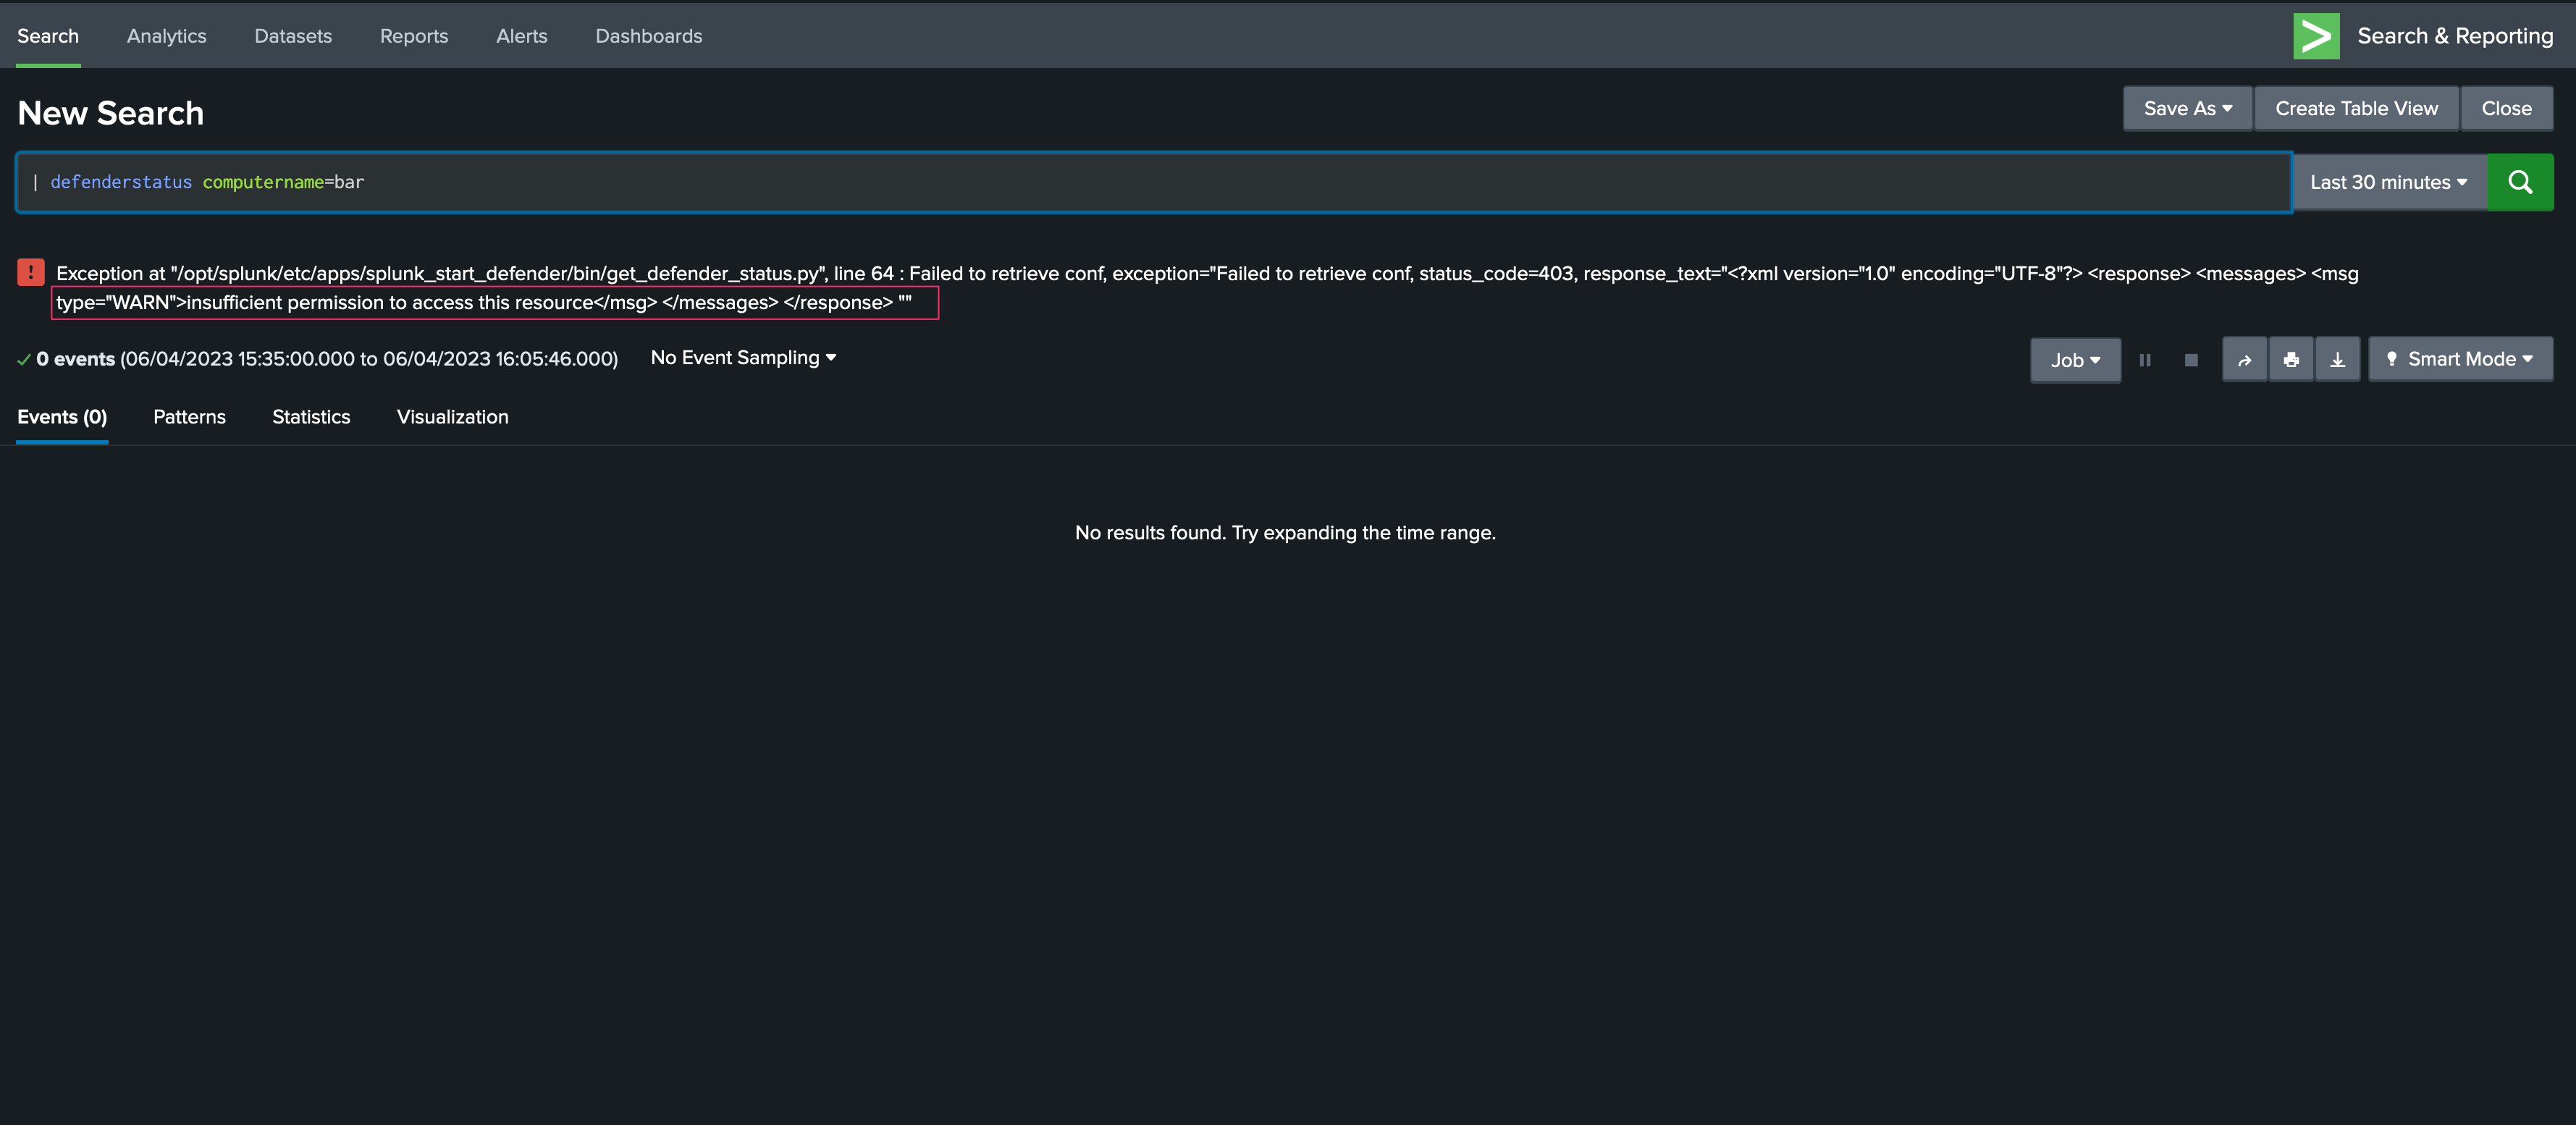 Search Analytics Datasets Reports Alerts Dashboards Search & Reporting
New Search Save As Create Table View Close
| defenderstatus computername=bar Last 30 minutes
! Exception at "/opt/splunk/etc/apps/splunk_start_defender/bin/get_defender_status.py", line 64 : Failed to retrieve conf, exception="Failed to retrieve conf, status_code=403, response_text="<?xml version="1.0" encoding="UTF-8"?> <response> <messages> <msg
type="WARN">insufficient permission to access this resource</msg> </messages> </response> ""
0 events (06/04/2023 15:35:00.000 to 06/04/2023 16:05:46.000) No Event Sampling Job Smart Mode
Events (0) Patterns Statistics Visualization
No results found. Try expanding the time range.